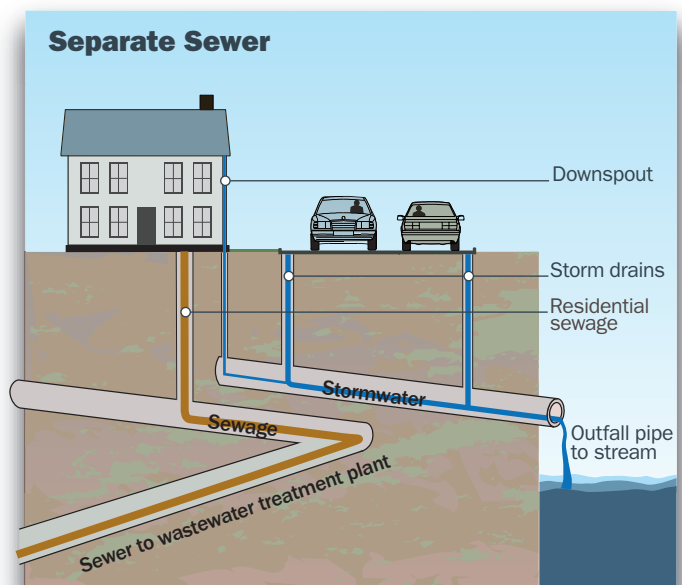 Separate Sewer
Downspout
Storm drains
Residential
sewage
Stormwater
Sewage
Outfall pipe
to stream
Sewer to wastewater treatment plant